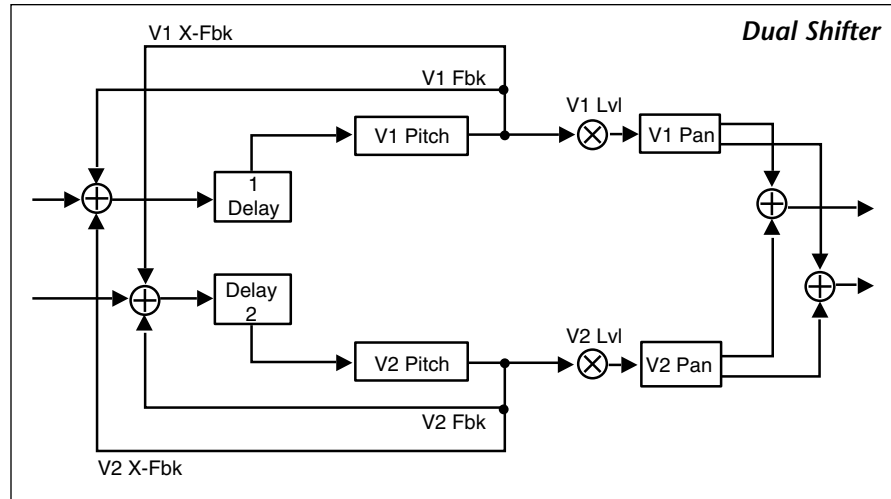 Dual Shifter
V1 X-Fbk
V1 Fbk
V1 Lvl
V1 Pitch
V1 Pan
1
Delay
Delay
2
V2 Lvl
V2 Pitch
V2 Pan
V2 Fbk
V2 X-Fbk